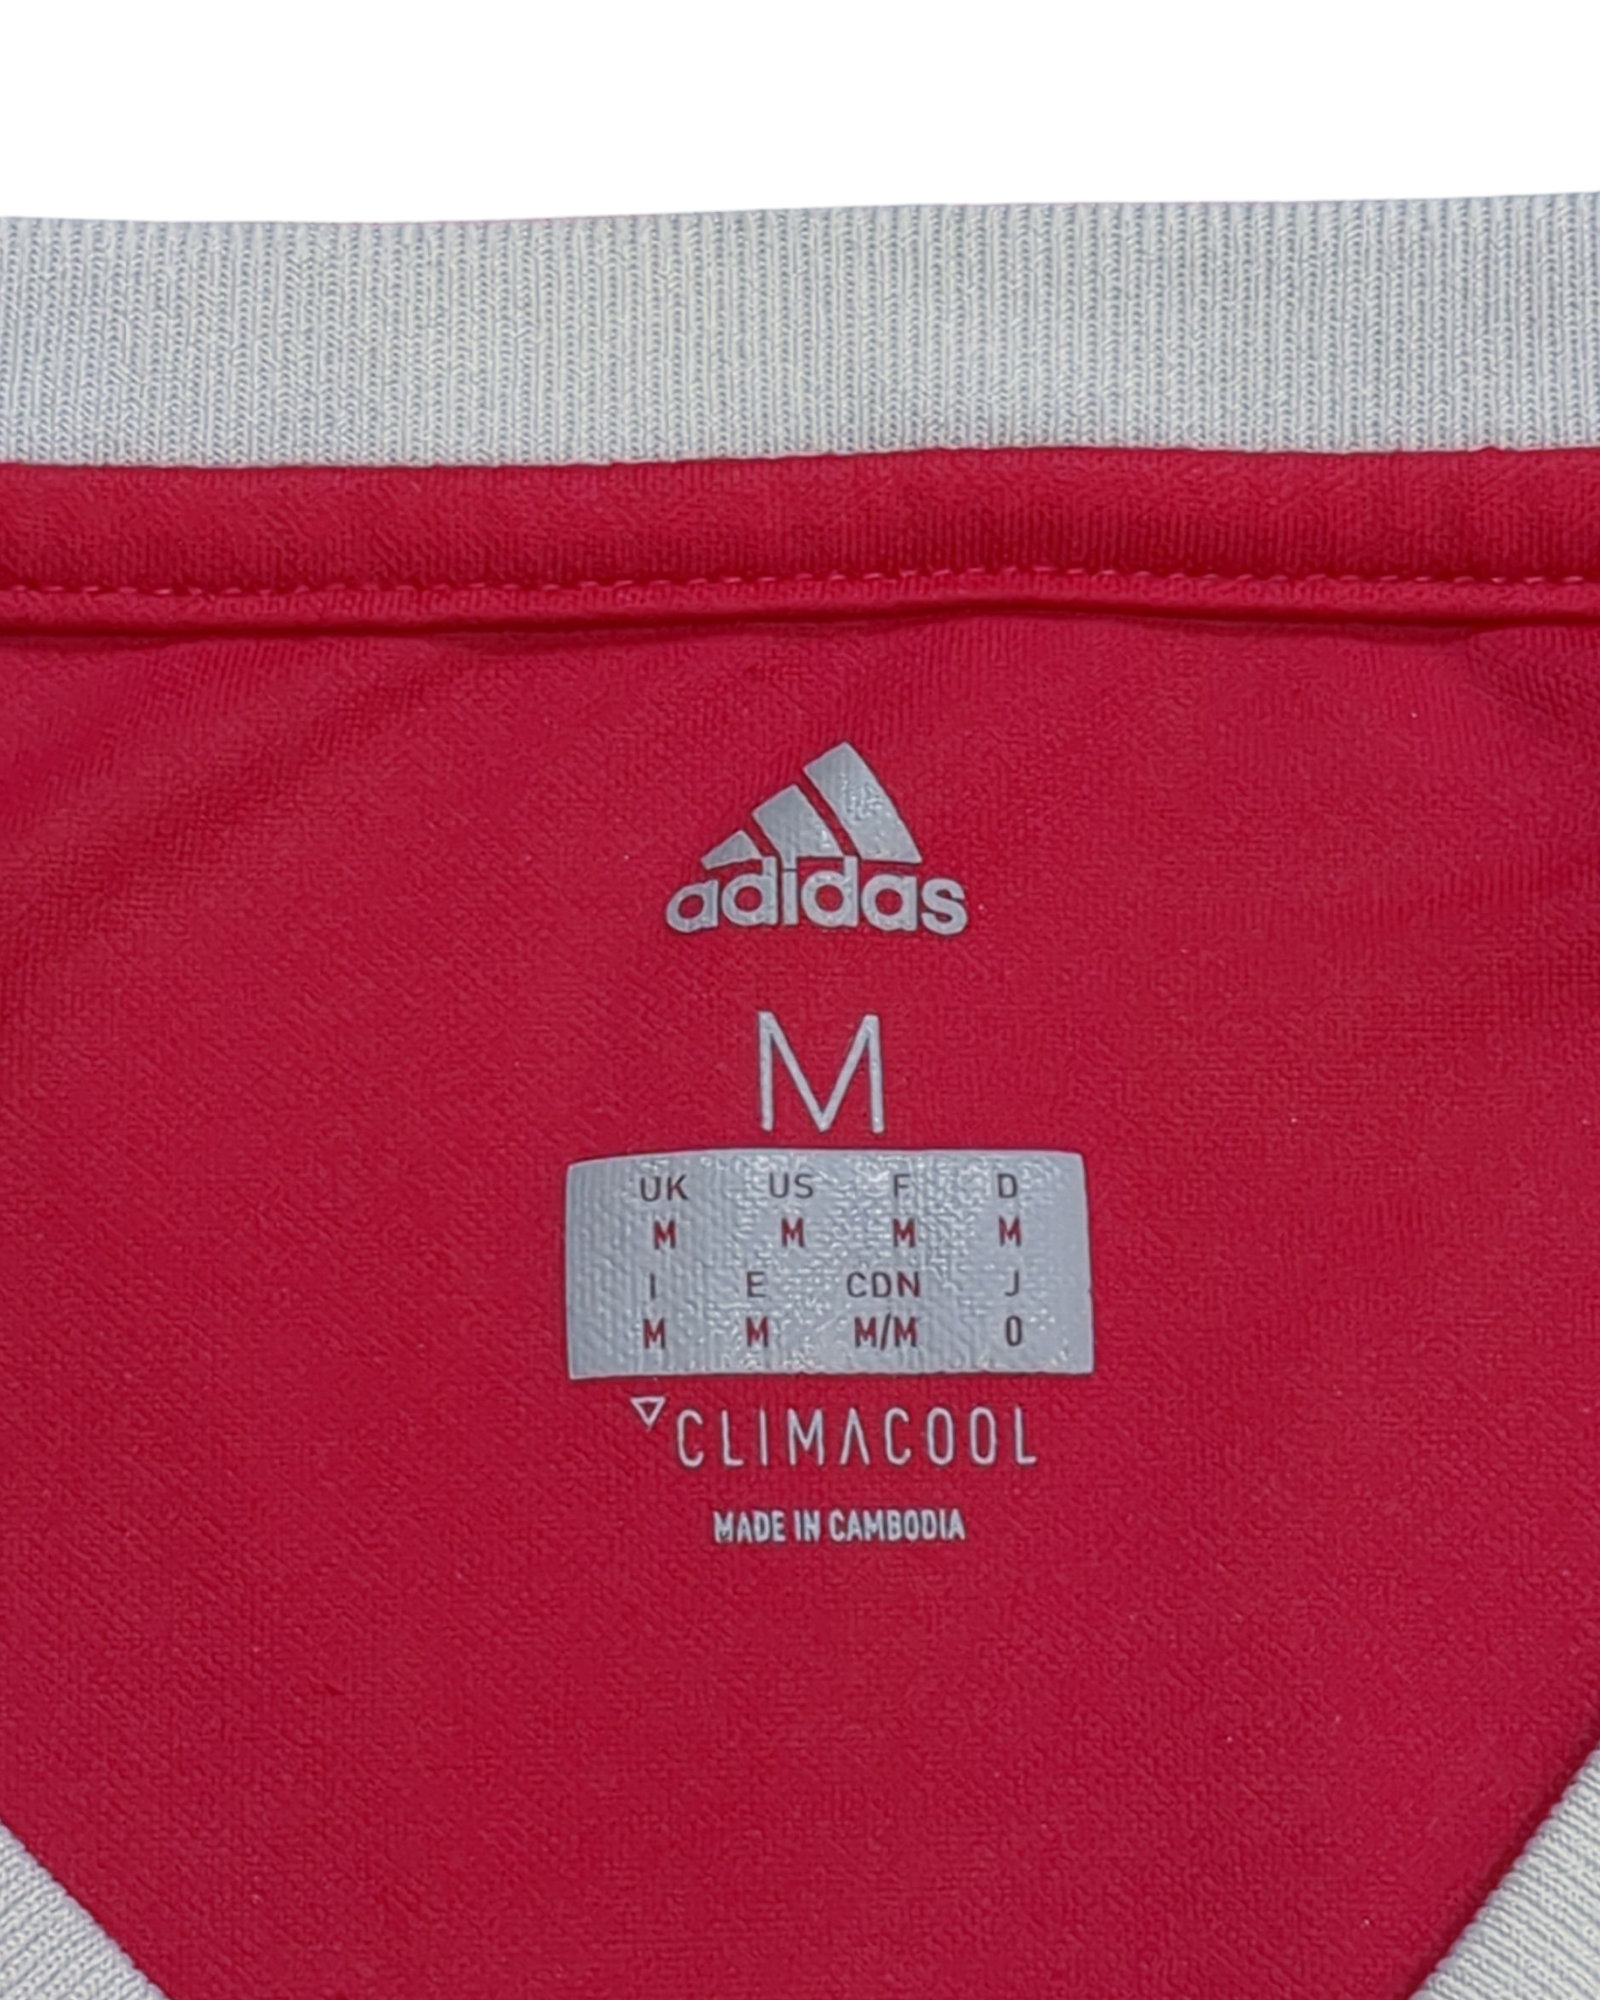 adidas
M
UK US F D
M M M M
I E CDN J
M M M/M O
CLIMACOOL
MADE IN CAMBODIA